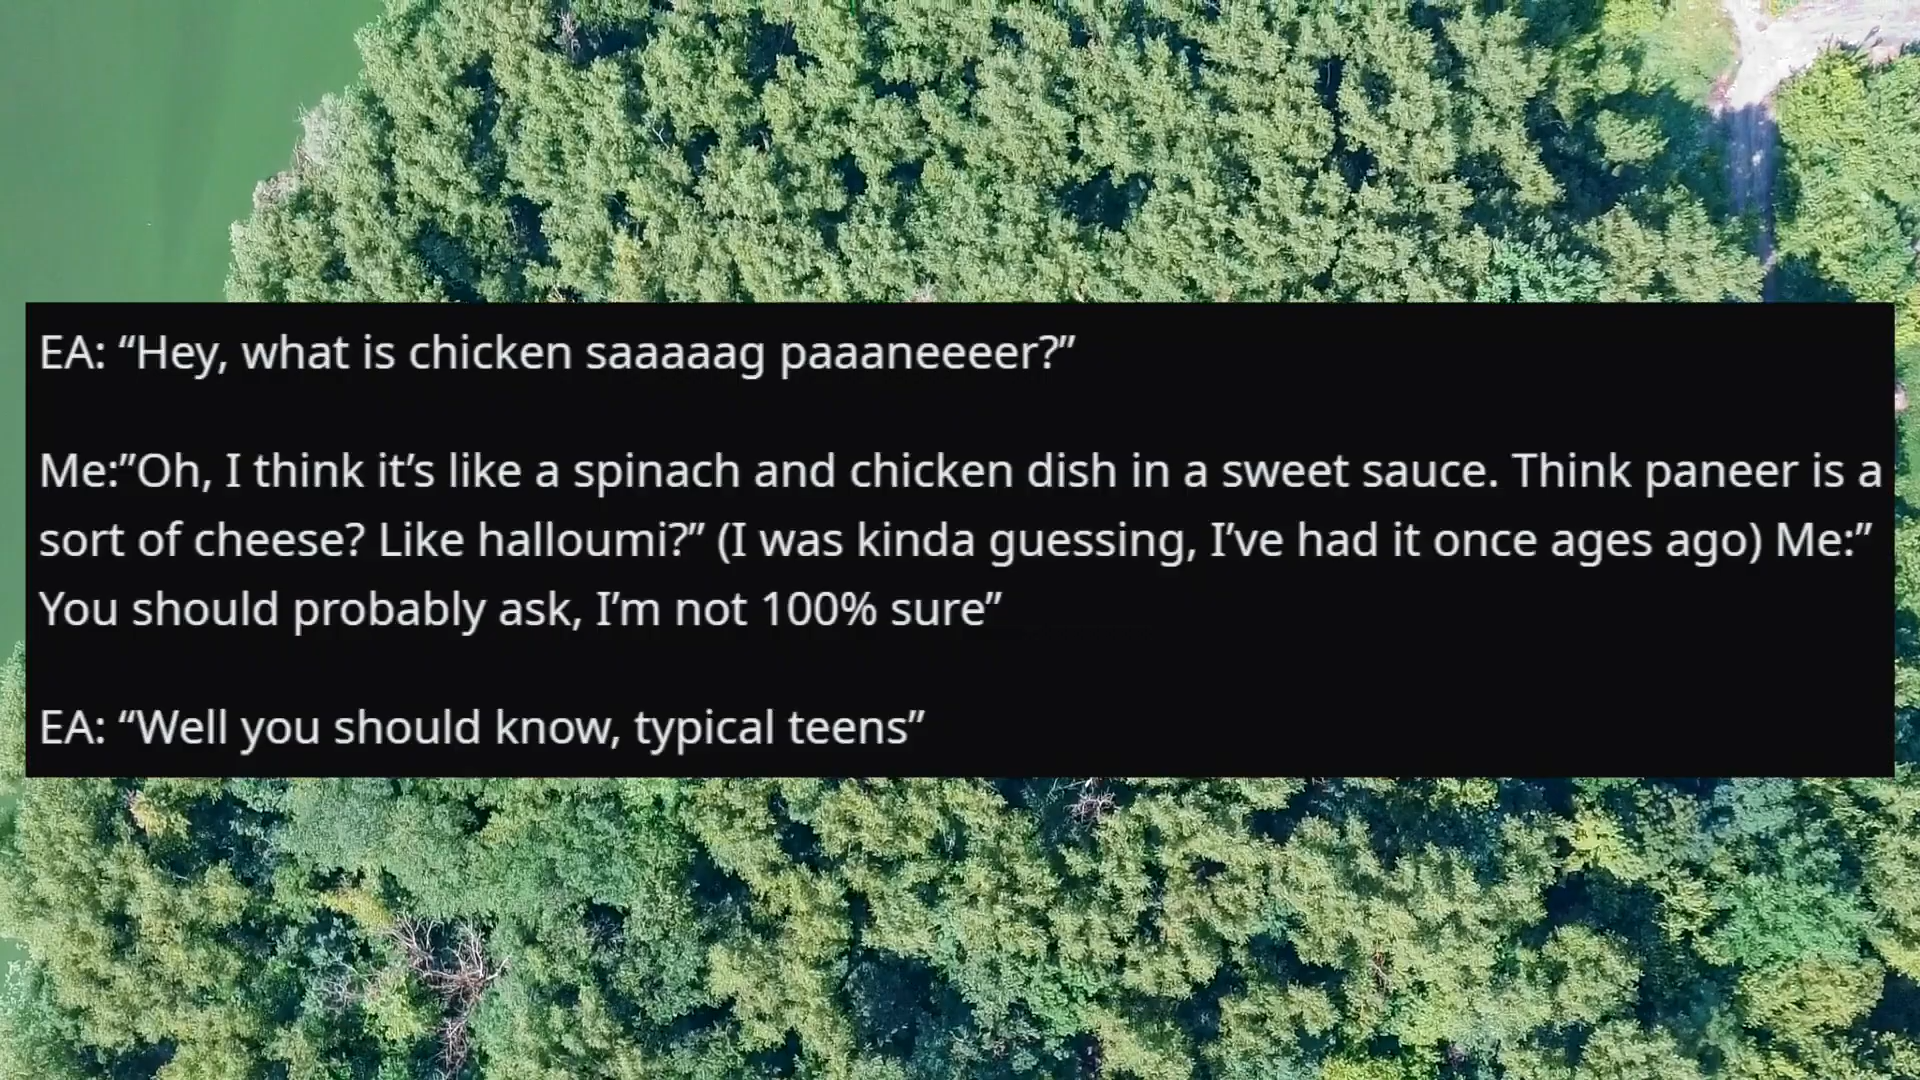 EA: “Hey, what is chicken saaaaag paaaneeeer?”
Me:”Oh, I think it’s like a spinach and chicken dish in a sweet sauce. Think paneer is a
sort of cheese? Like halloumi?” (I was kinda guessing, I’ve had it once ages ago) Me:”
You should probably ask, I’m not 100% sure”
EA: “Well you should know, typical teens”